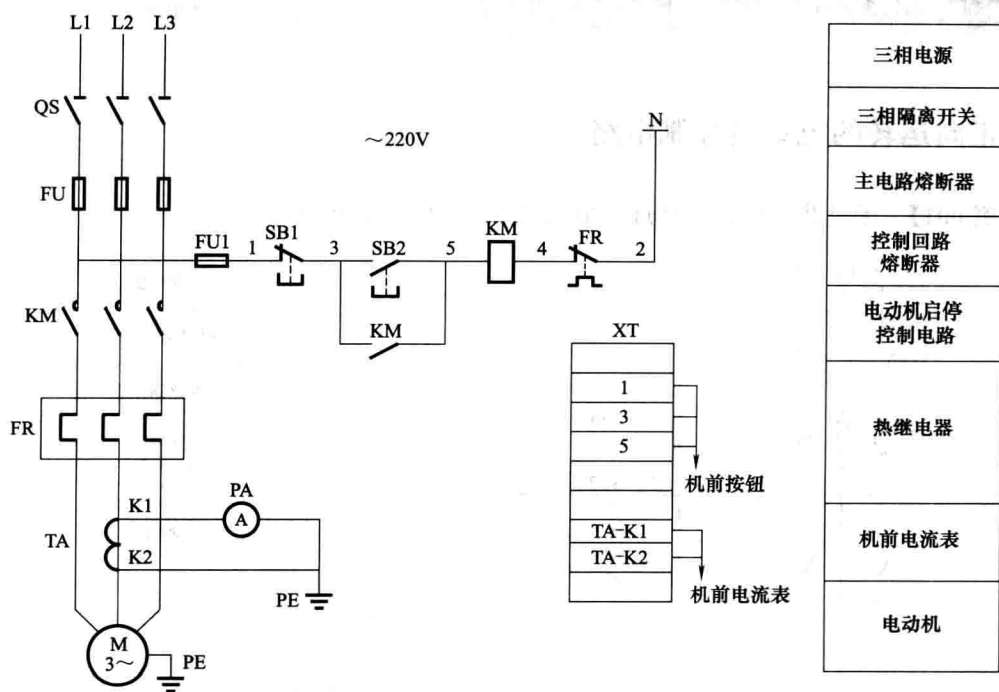 L1 L2 L3
QS
～220V
N
FU
FU1 1 SB1 3 SB2 5 KM 4 FR 2
KM
KM
FR
TA
K1
K2
PA
A
PE
M
3～
PE
XT
1
3
5
机前按钮
TA-K1
TA-K2
机前电流表
三相电源
三相隔离开关
主电路熔断器
控制回路
熔断器
电动机启停
控制电路
热继电器
机前电流表
电动机